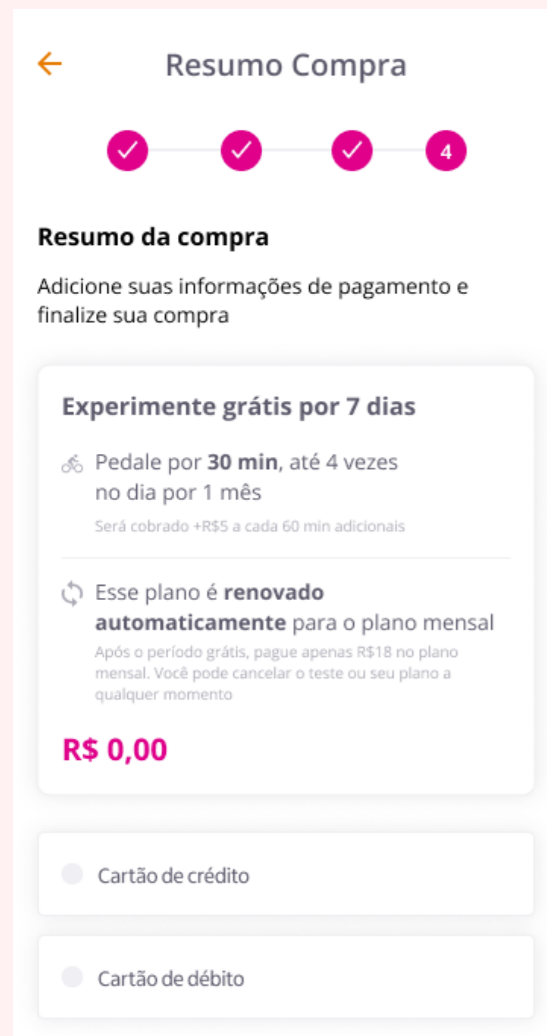 Resumo Compra
4
Resumo da compra
Adicione suas informações de pagamento e
finalize sua compra
Experimente grátis por 7 dias
Pedale por 30 min, até 4 vezes
no dia por 1 mês
Será cobrado +R$5 a cada 60 min adicionais
Esse plano é renovado
automaticamente para o plano mensal
Após o período grátis, pague apenas R$18 no plano
mensal. Você pode cancelar o teste ou seu plano a
qualquer momento
R$ 0,00
Cartão de crédito
Cartão de débito